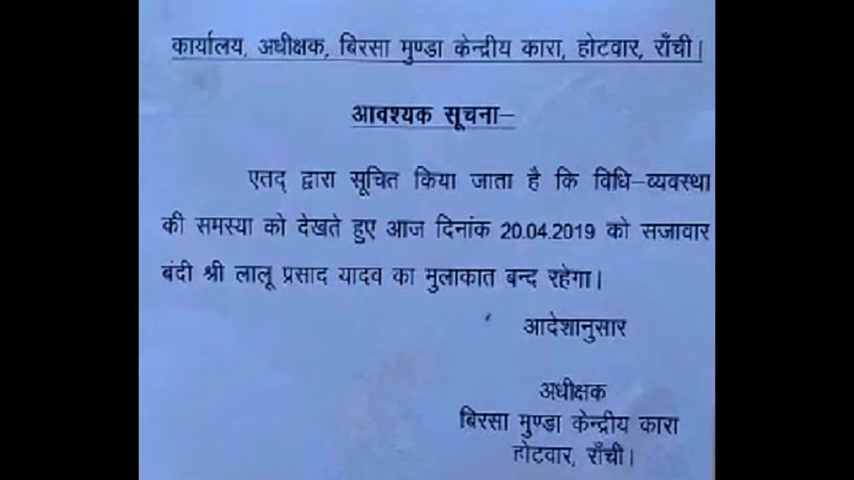 कार्यालय, अधीक्षक, बिरसा मुण्डा केन्द्रीय कारा, होटवार, राँची।
आवश्यक सूचना–
एतद् द्वारा सूचित किया जाता है कि विधि–व्यवस्था
की समस्या को देखते हुए आज दिनांक 20.04.2019 को सजावार
बंदी श्री लालू प्रसाद यादव का मुलाकात बन्द रहेगा।
आदेशानुसार
अधीक्षक
बिरसा मुण्डा केन्द्रीय कारा
होटवार, राँची।